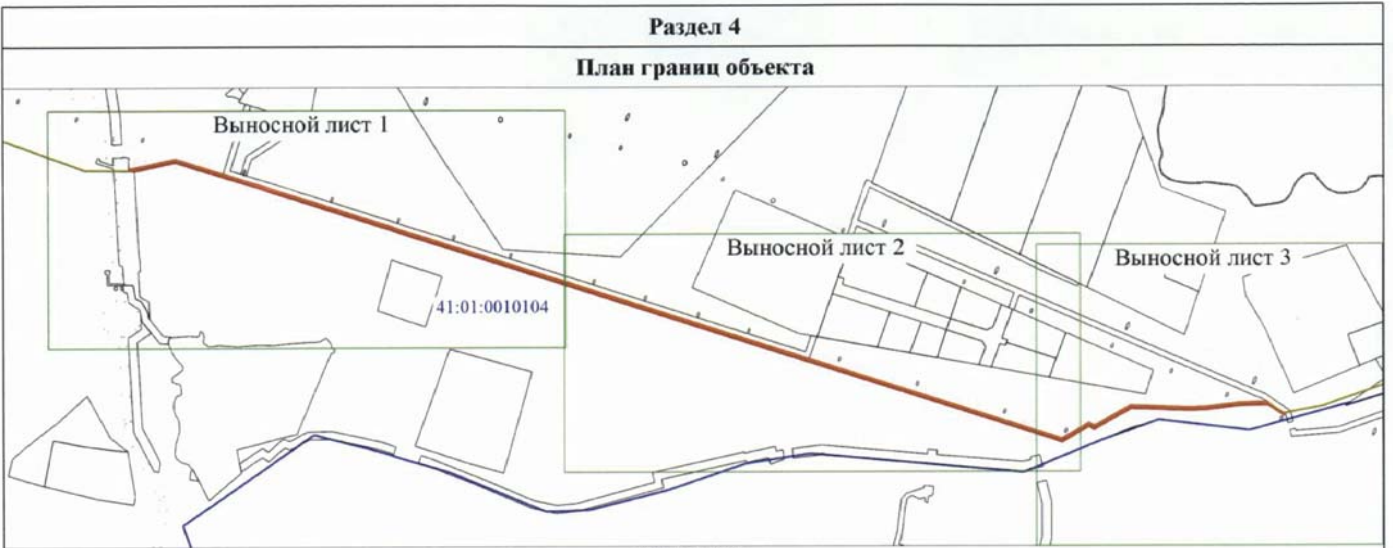 Раздел 4
План границ объекта
Выносной лист 1
Выносной лист 2
Выносной лист 3
41:01:0010104